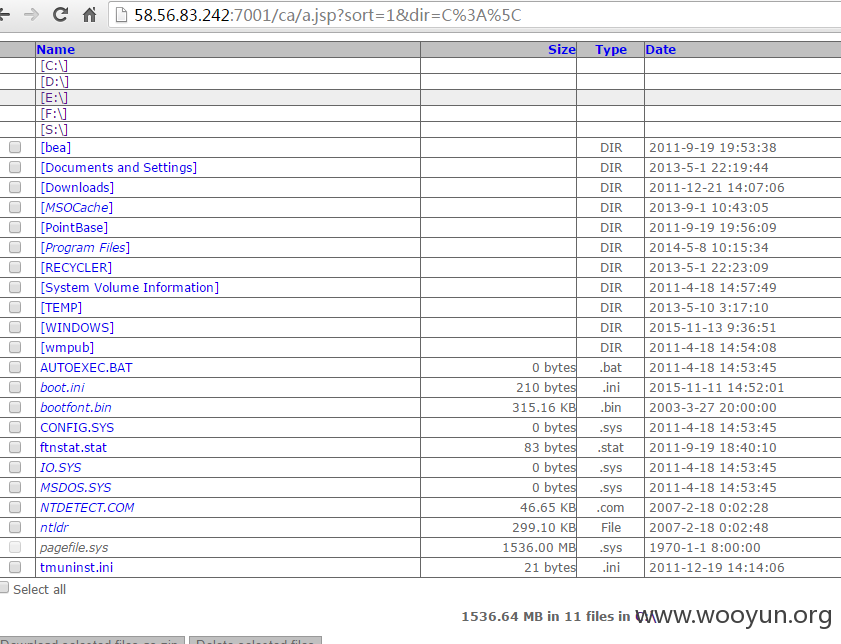 58.56.83.242:7001/ca/a.jsp?sort=1&dir=C%3A%5C
Name Size Type Date
[C:\]
[D:\]
[E:\]
[F:\]
[S:\]
[bea] DIR 2011-9-19 19:53:38
[Documents and Settings] DIR 2013-5-1 22:19:44
[Downloads] DIR 2011-12-21 14:07:06
[MSOCache] DIR 2013-9-1 10:43:05
[PointBase] DIR 2011-9-19 19:56:09
[Program Files] DIR 2014-5-8 10:15:34
[RECYCLER] DIR 2013-5-1 22:23:09
[System Volume Information] DIR 2011-4-18 14:57:49
[TEMP] DIR 2013-5-10 3:17:10
[WINDOWS] DIR 2015-11-13 9:36:51
[wmpub] DIR 2011-4-18 14:54:08
AUTOEXEC.BAT 0 bytes .bat 2011-4-18 14:53:45
boot.ini 210 bytes .ini 2015-11-11 14:52:01
bootfont.bin 315.16 KB .bin 2003-3-27 20:00:00
CONFIG.SYS 0 bytes .sys 2011-4-18 14:53:45
ftnstat.stat 83 bytes .stat 2011-9-19 18:40:10
IO.SYS 0 bytes .sys 2011-4-18 14:53:45
MSDOS.SYS 0 bytes .sys 2011-4-18 14:53:45
NTDETECT.COM 46.65 KB .com 2007-2-18 0:02:28
ntldr 299.10 KB File 2007-2-18 0:02:48
pagefile.sys 1536.00 MB .sys 1970-1-1 8:00:00
tmuninst.ini 21 bytes .ini 2011-12-19 14:14:06
Select all
1536.64 MB in 11 files in C:\
www.wooyun.org
Download selected files as zip Delete selected files